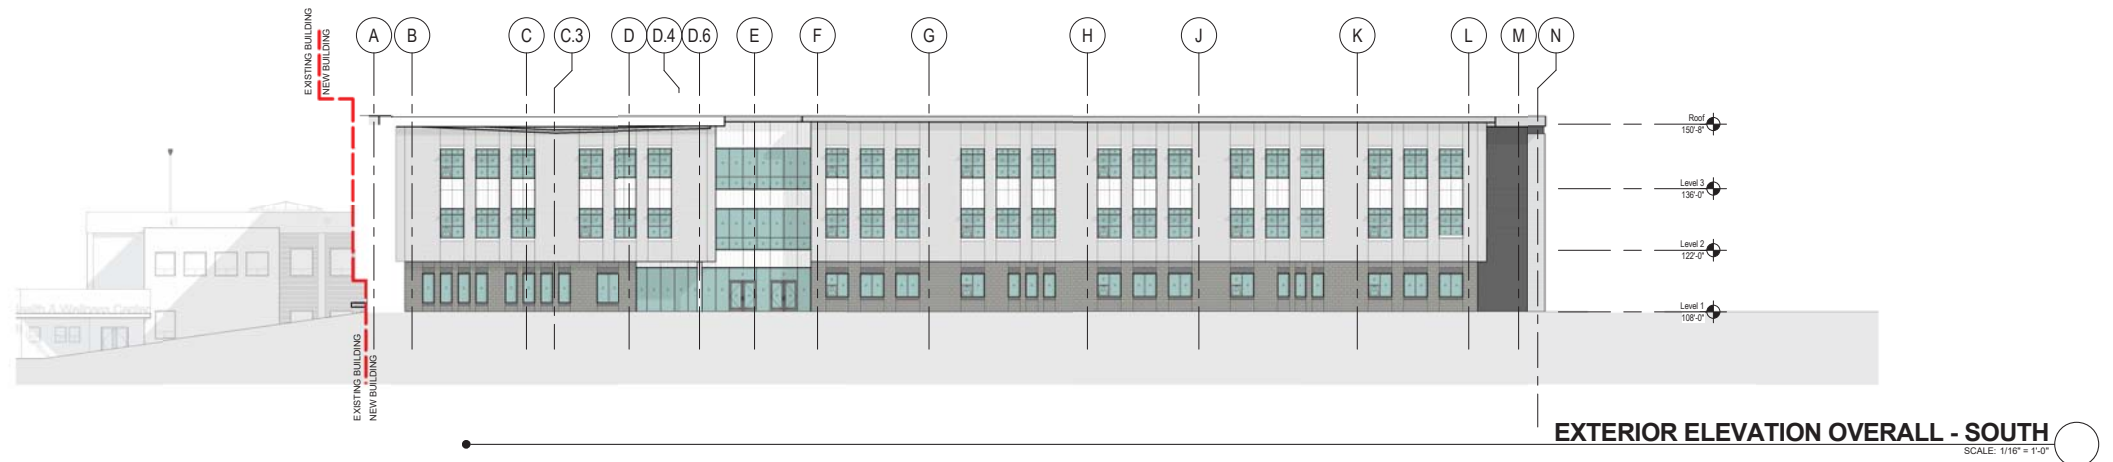 EXISTING BUILDING
NEW BUILDING
A
B
C
C.3
D
D.4
D.6
E
F
G
H
J
K
L
M
N
Roof
150'-8"
Level 3
136'-0"
Level 2
122'-0"
Level 1
108'-0"
EXISTING BUILDING
NEW BUILDING
EXTERIOR ELEVATION OVERALL - SOUTH
SCALE: 1/16" = 1'-0"